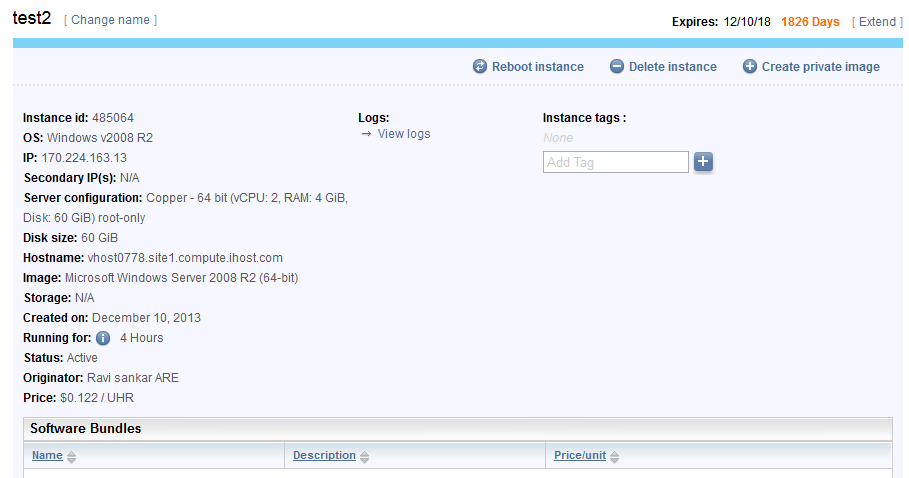 test2 [ Change name ]
Expires: 12/10/18 1826 Days [ Extend ]
Reboot instance Delete instance Create private image
Instance id: 485064
OS: Windows v2008 R2
IP: 170.224.163.13
Secondary IP(s): N/A
Server configuration: Copper - 64 bit (vCPU: 2, RAM: 4 GiB,
Disk: 60 GiB) root-only
Disk size: 60 GiB
Hostname: vhost0778.site1.compute.ihost.com
Image: Microsoft Windows Server 2008 R2 (64-bit)
Storage: N/A
Created on: December 10, 2013
Running for: i 4 Hours
Status: Active
Originator: Ravi sankar ARE
Price: $0.122 / UHR
Logs:
→ View logs
Instance tags :
None
Add Tag +
Software Bundles
Name Description Price/unit